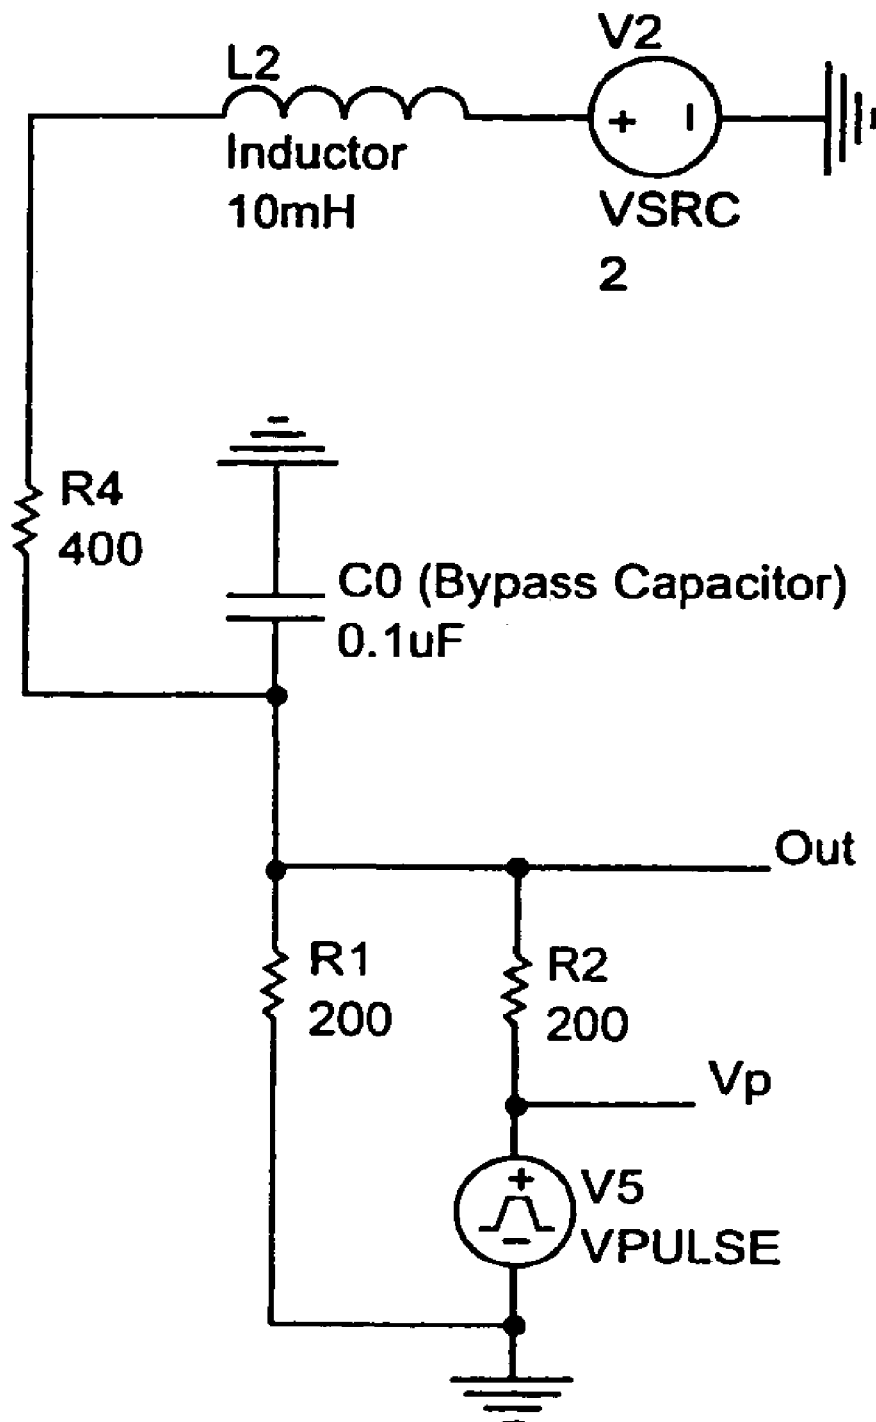 V2
L2
+ –
Inductor
10mH
VSRC
2
R4
400
C0 (Bypass Capacitor)
0.1uF
Out
R1
200
R2
200
Vp
+
–
V5
VPULSE